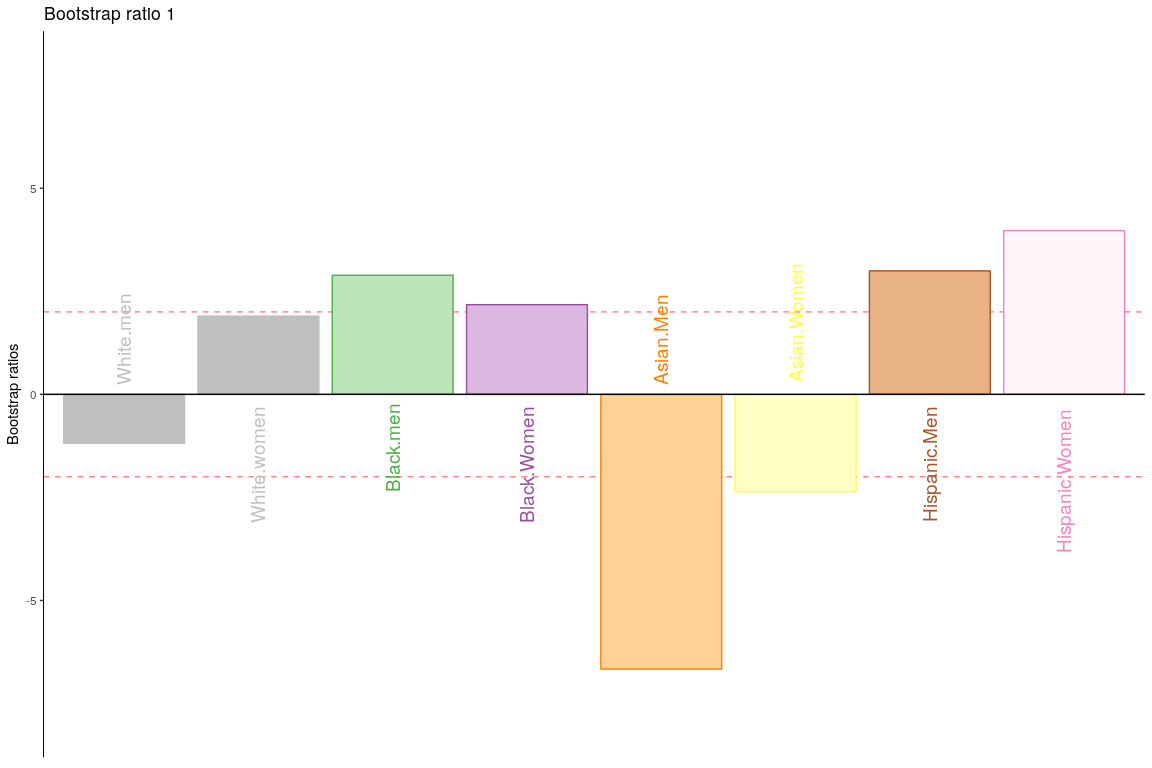 Bootstrap ratio 1
Bootstrap ratios
5
0
-5
White.men
White.women
Black.men
Black.Women
Asian.Men
Asian.Women
Hispanic.Men
Hispanic.Women